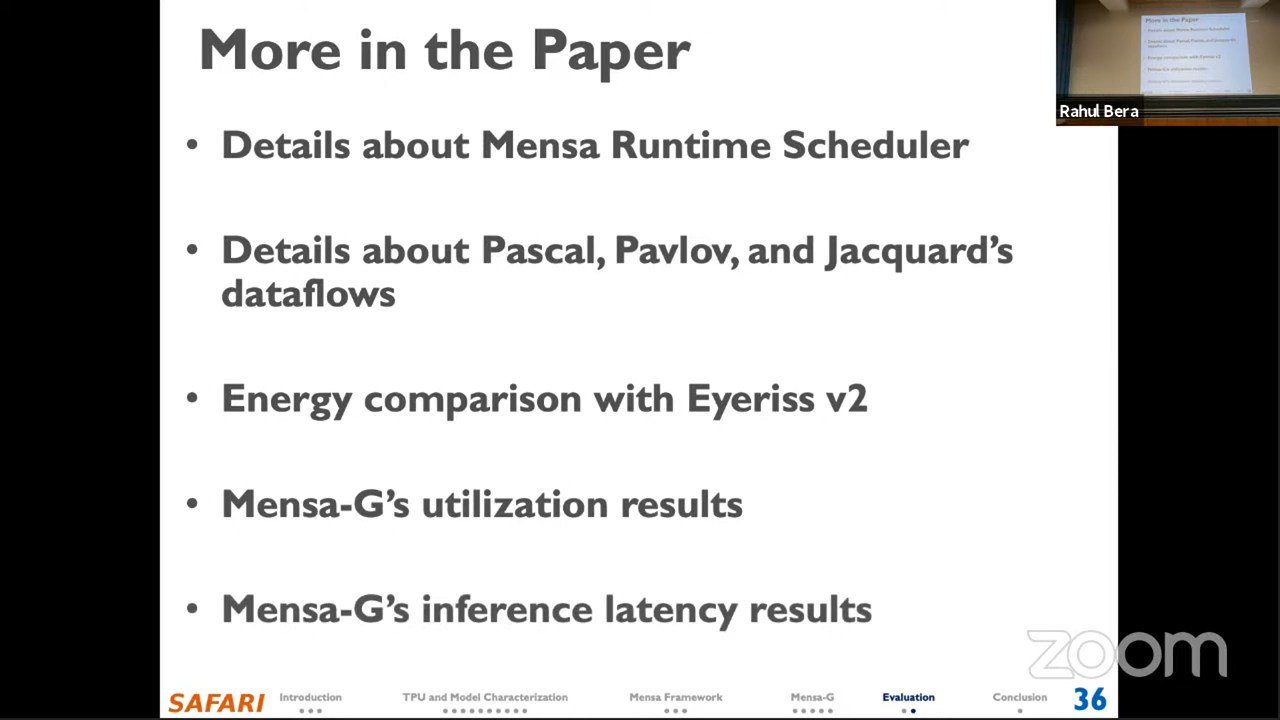 More in the Paper
• Details about Mensa Runtime Scheduler
• Details about Pascal, Pavlov, and Jacquard’s
dataflows
• Energy comparison with Eyeriss v2
• Mensa-G’s utilization results
• Mensa-G’s inference latency results
Rahul Bera
zoom
SAFARI Introduction TPU and Model Characterization Mensa Framework Mensa-G Evaluation Conclusion 36